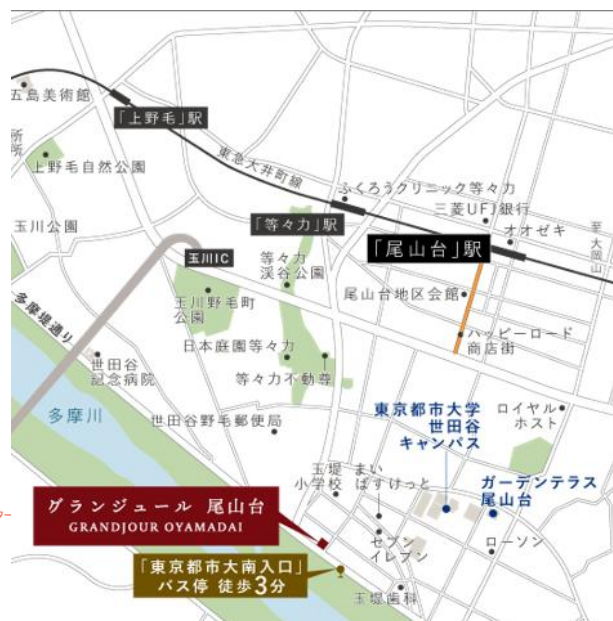 五島美術館
「上野毛」駅
所
所
上野毛自然公園
東急大井町線
ふくろうクリニック等々力
三菱UFJ銀行
オオゼキ
至大岡山
玉川公園
「等々力」駅
「尾山台」駅
玉川IC
等々力
渓谷公園
尾山台地区会館
玉川野毛町
公園
ハッピーロード
商店街
多摩堤通り
世田谷
記念病院
日本庭園等々力
等々力不動尊
多摩川
世田谷野毛郵便局
東京都市大学
世田谷
キャンパス
ロイヤル
ホスト
玉堤
小学校
まい
ばすけっと
ガーデンテラス
尾山台
グランジュール 尾山台
GRANDJOUR OYAMADAI
セブン
イレブン
ローソン
「東京都市大南入口」
バス停 徒歩3分
玉堤歯科